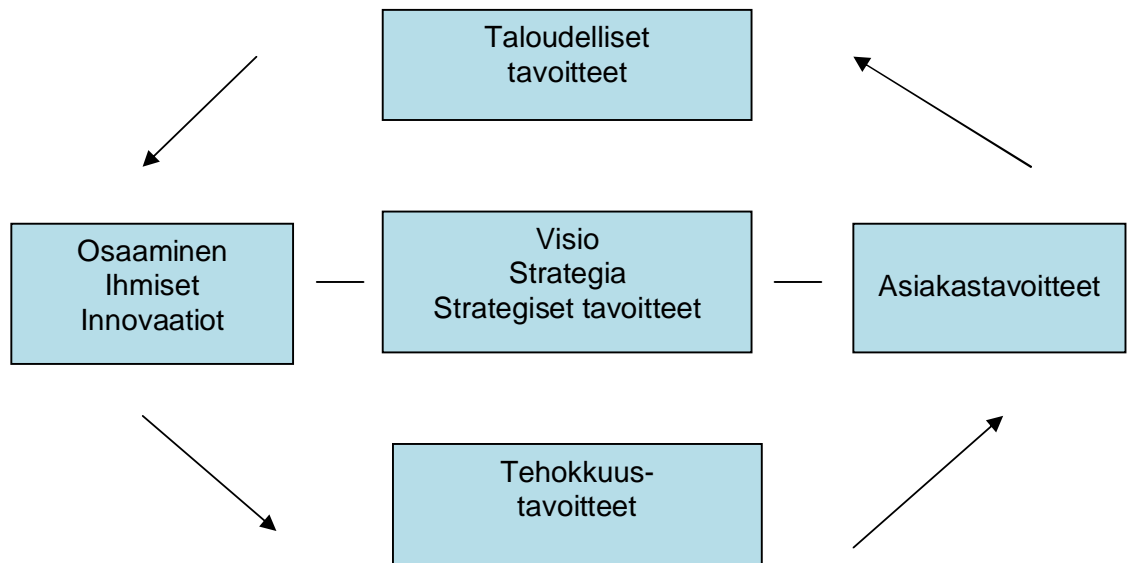 Taloudelliset
tavoitteet
Osaaminen
Ihmiset
Innovaatiot
Visio
Strategia
Strategiset tavoitteet
Asiakastavoitteet
Tehokkuus-
tavoitteet